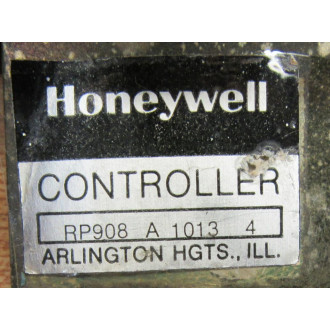 Honeywell
CONTROLLER
RP908 A 1013 4
ARLINGTON HGTS., ILL.